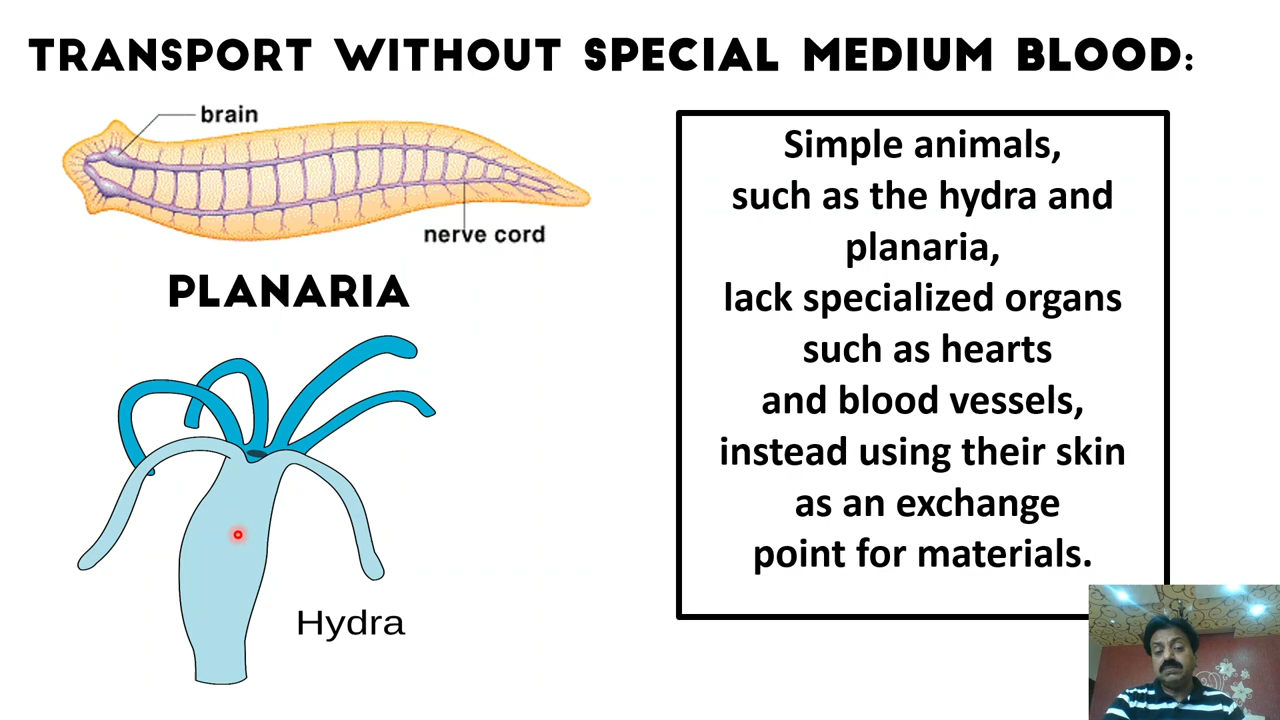 TRANSPORT WITHOUT SPECIAL MEDIUM BLOOD:
brain
nerve cord
PLANARIA
Hydra
Simple animals,
such as the hydra and
planaria,
lack specialized organs
such as hearts
and blood vessels,
instead using their skin
as an exchange
point for materials.